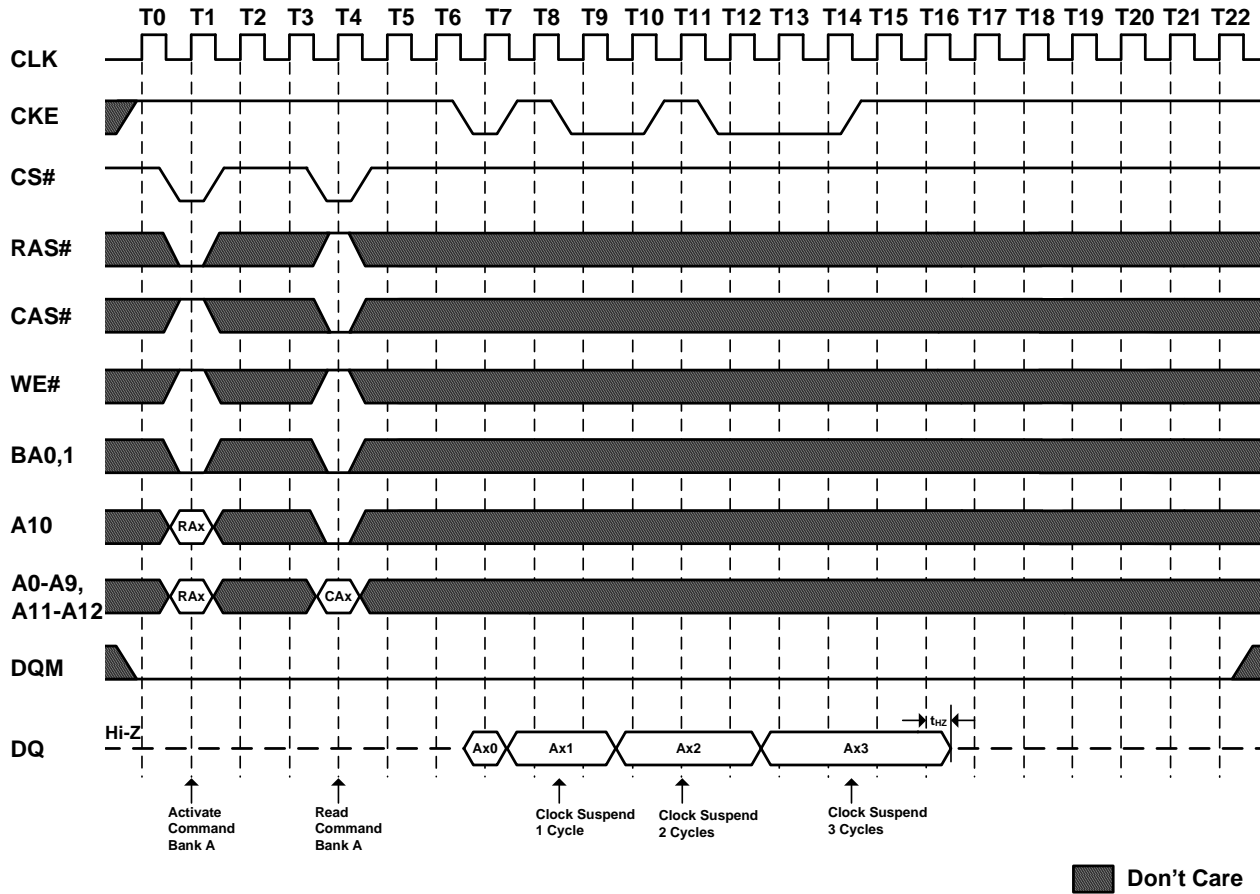 T0 T1 T2 T3 T4 T5 T6 T7 T8 T9 T10 T11 T12 T13 T14 T15 T16 T17 T18 T19 T20 T21 T22
CLK
CKE
CS#
RAS#
CAS#
WE#
BA0,1
A10
RAx
A0-A9,
A11-A12
RAx
CAx
DQM
Hi-Z
tHZ
DQ
Ax0
Ax1
Ax2
Ax3
Activate
Command
Bank A
Read
Command
Bank A
Clock Suspend
1 Cycle
Clock Suspend
2 Cycles
Clock Suspend
3 Cycles
Don't Care